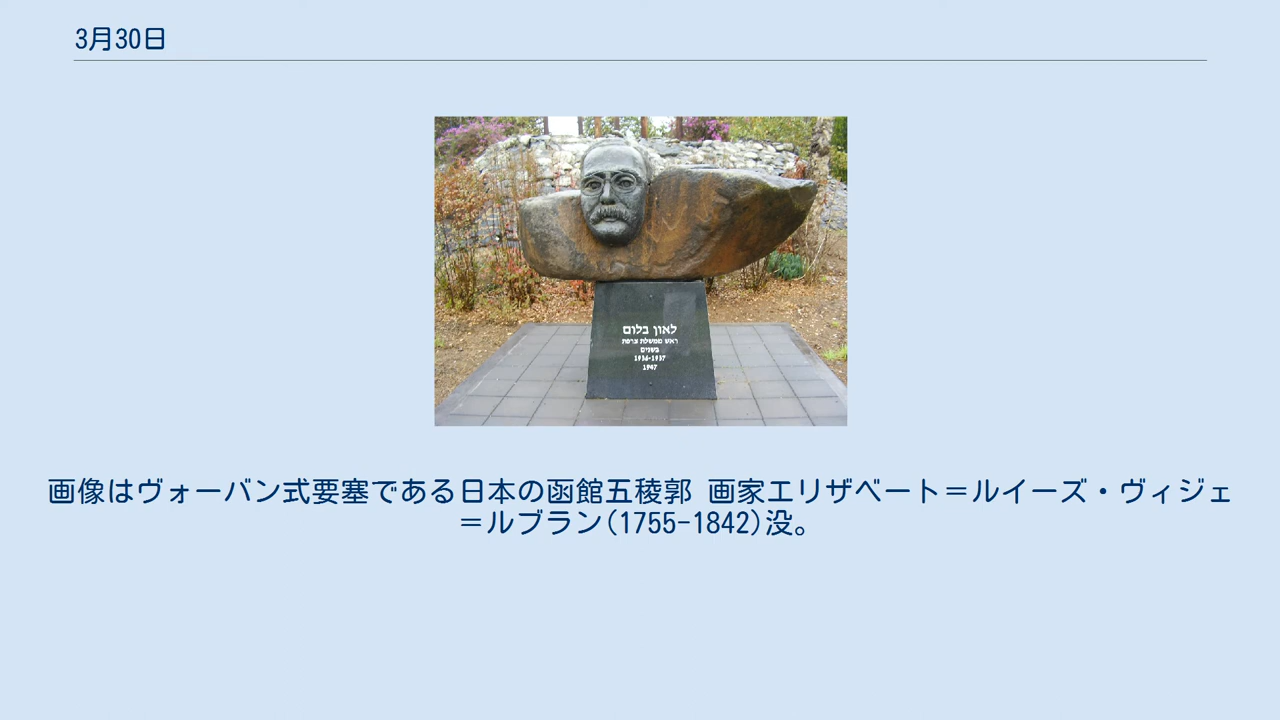 3月30日
לאון בלום
ראש ממשלת צרפת
בשנים
1936-1937
1947
画像はヴォーバン式要塞である日本の函館五稜郭 画家エリザベート＝ルイーズ・ヴィジェ
＝ルブラン(1755-1842)没。